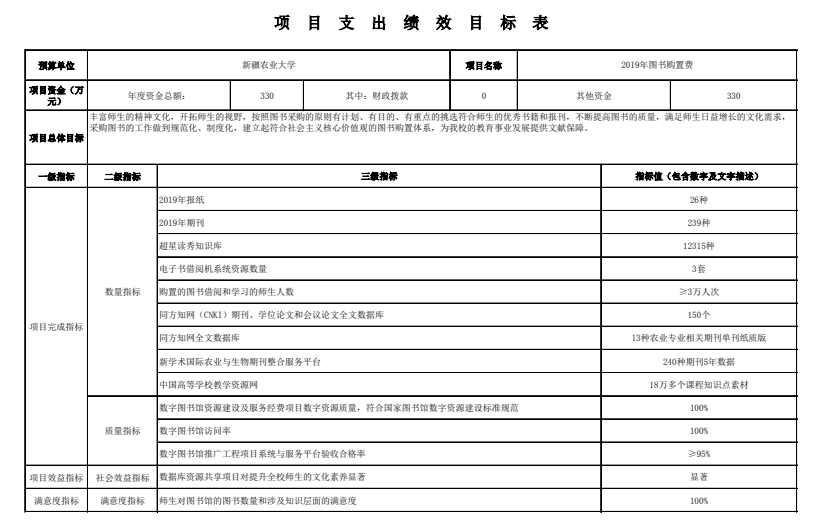 项目支出绩效目标表
预算单位 新疆农业大学 项目名称 2019年图书购置费
项目资金（万元） 年度资金总额： 330 其中：财政拨款 0 其他资金 330
项目总体目标
丰富师生的精神文化，开拓师生的视野，按照图书采购的原则有计划、有目的、有重点的挑选符合师生的优秀书籍和报刊，不断提高图书的质量，满足师生日益增长的文化需求，
采购图书的工作做到规范化、制度化，建立起符合社会主义核心价值观的图书购置体系，为我校的教育事业发展提供文献保障。
一级指标 二级指标 三级指标 指标值（包含数字及文字描述）
项目完成指标
数量指标
2019年报纸 26种
2019年期刊 239种
超星读秀知识库 12315种
电子书借阅机系统资源数量 3套
购置的图书借阅和学习的师生人数 ≥3万人次
同方知网（CNKI）期刊、学位论文和会议论文全文数据库 150个
同方知网全文数据库 13种农业专业相关期刊单刊纸质版
新学术国际农业与生物期刊整合服务平台 240种期刊5年数据
中国高等学校教学资源网 18万多个课程知识点素材
质量指标
数字图书馆资源建设及服务经费项目数字资源质量，符合国家图书馆数字资源建设标准规范 100%
数字图书馆访问率 100%
数字图书馆推广工程项目系统与服务平台验收合格率 ≥95%
项目效益指标 社会效益指标 数据库资源共享项目对提升全校师生的文化素养显著 显著
满意度指标 满意度指标 师生对图书馆的图书数量和涉及知识层面的满意度 100%